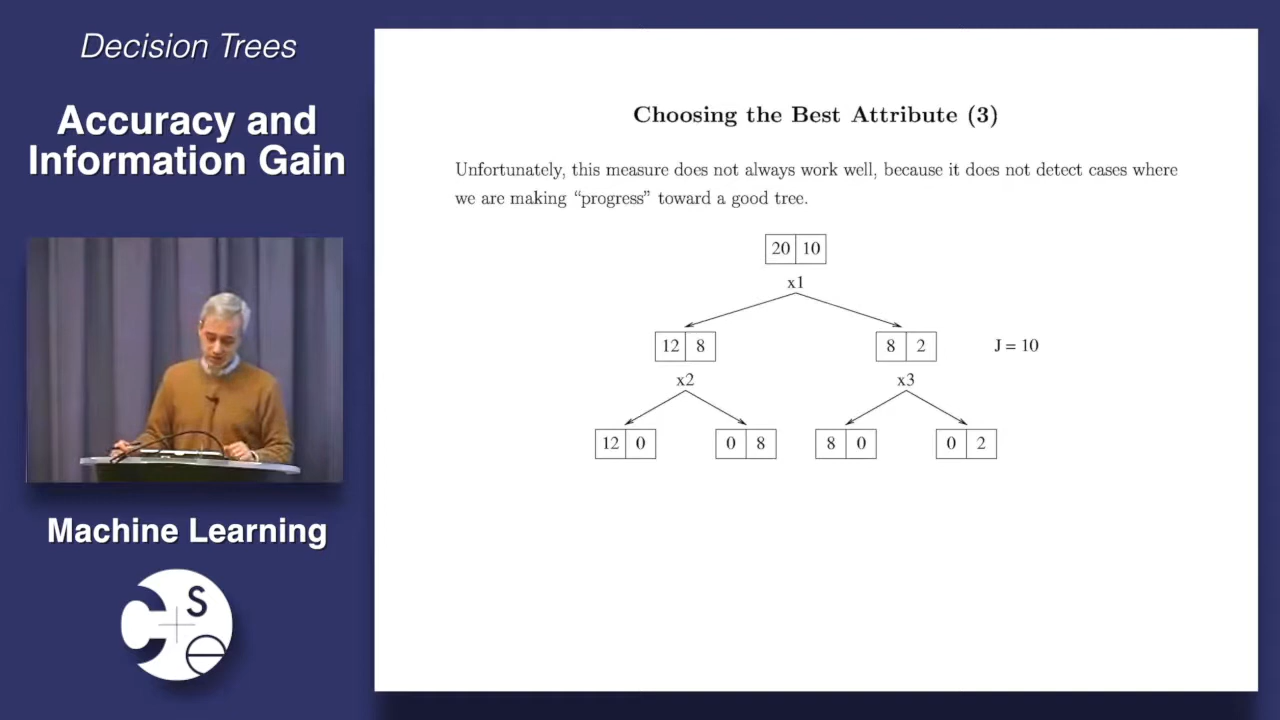 Decision Trees
Accuracy and
Information Gain
Machine Learning
C S e
Choosing the Best Attribute (3)
Unfortunately, this measure does not always work well, because it does not detect cases where
we are making “progress” toward a good tree.
20 10
x1
12 8 8 2 J = 10
x2 x3
12 0 0 8 8 0 0 2